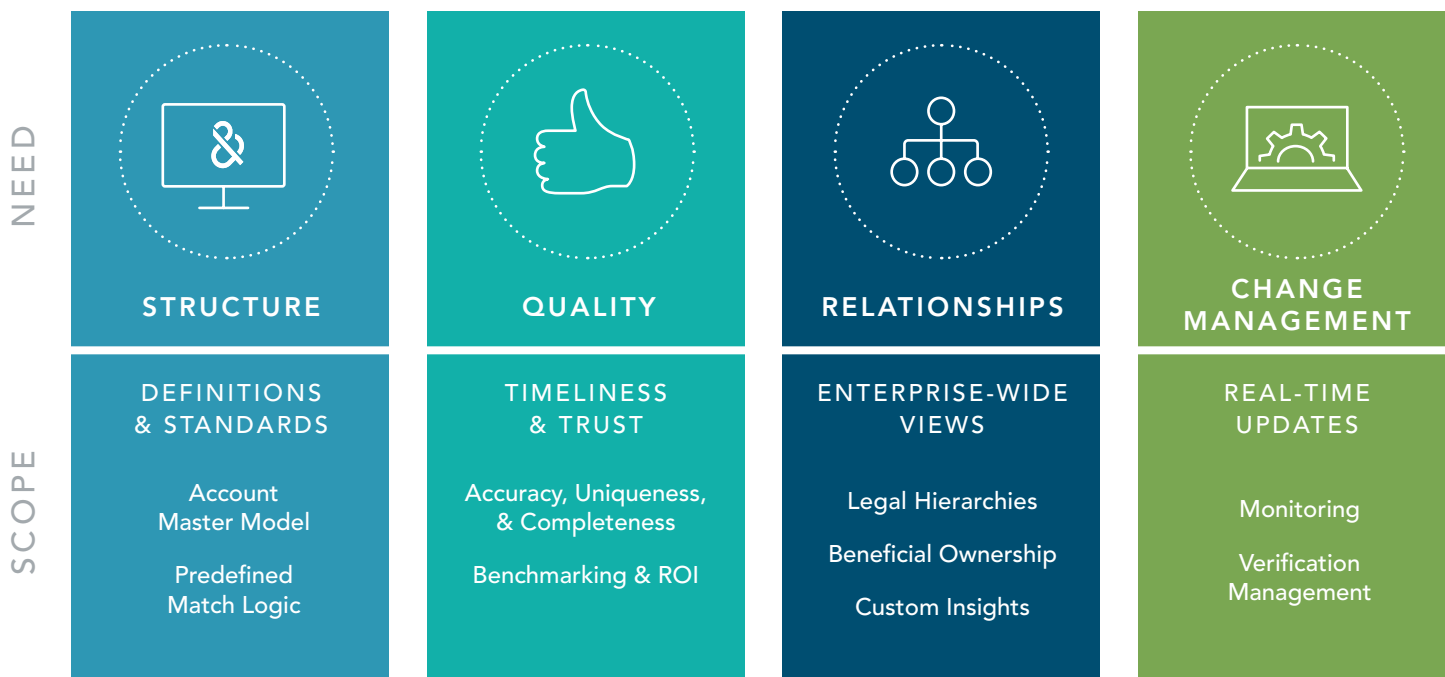 NEED
STRUCTURE
QUALITY
RELATIONSHIPS
CHANGE
MANAGEMENT
SCOPE
DEFINITIONS
& STANDARDS
Account
Master Model
Predefined
Match Logic
TIMELINESS
& TRUST
Accuracy, Uniqueness,
& Completeness
Benchmarking & ROI
ENTERPRISE-WIDE
VIEWS
Legal Hierarchies
Beneficial Ownership
Custom Insights
REAL-TIME
UPDATES
Monitoring
Verification
Management